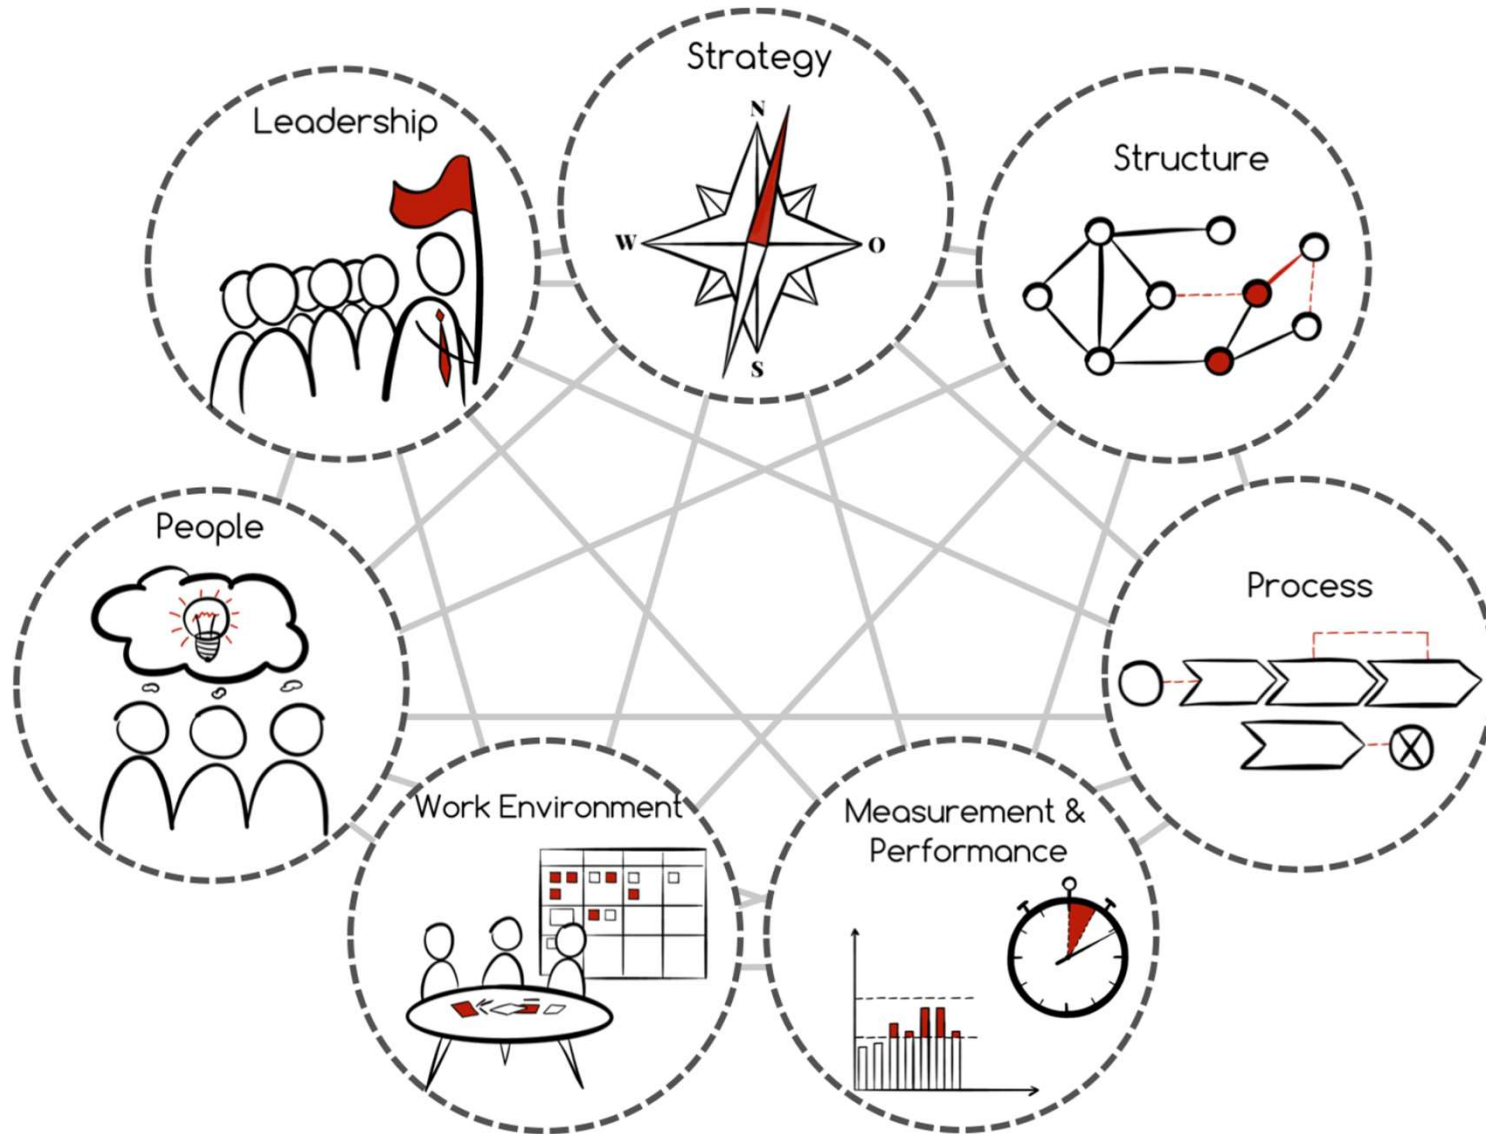 Strategy
N
W
O
S
Leadership
Structure
People
Process
Work Environment
Measurement &
Performance